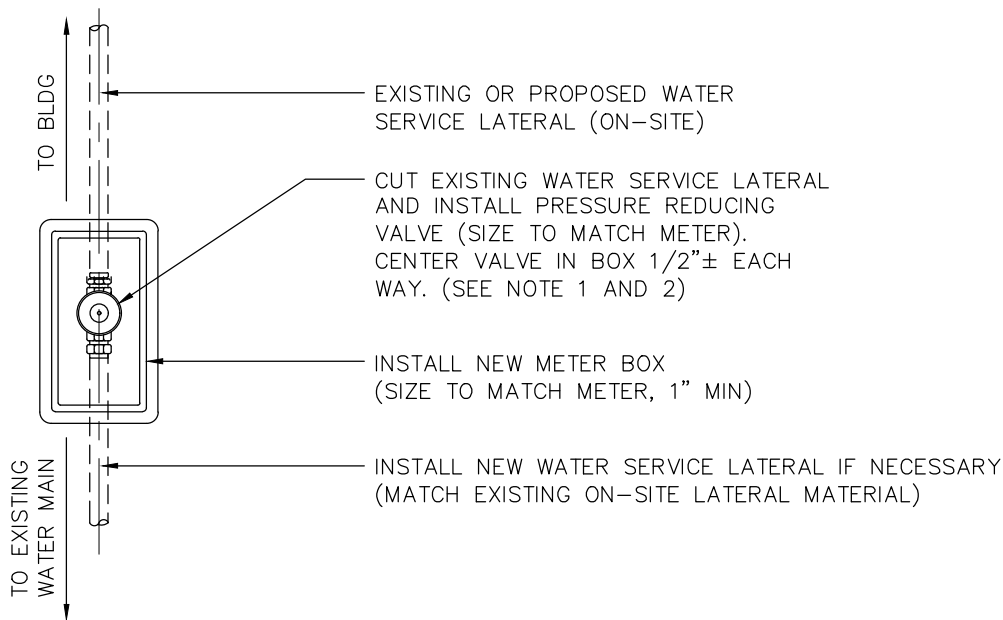 TO BLDG
EXISTING OR PROPOSED WATER
SERVICE LATERAL (ON-SITE)
CUT EXISTING WATER SERVICE LATERAL
AND INSTALL PRESSURE REDUCING
VALVE (SIZE TO MATCH METER).
CENTER VALVE IN BOX 1/2"± EACH
WAY. (SEE NOTE 1 AND 2)
INSTALL NEW METER BOX
(SIZE TO MATCH METER, 1" MIN)
TO EXISTING
WATER MAIN
INSTALL NEW WATER SERVICE LATERAL IF NECESSARY
(MATCH EXISTING ON-SITE LATERAL MATERIAL)